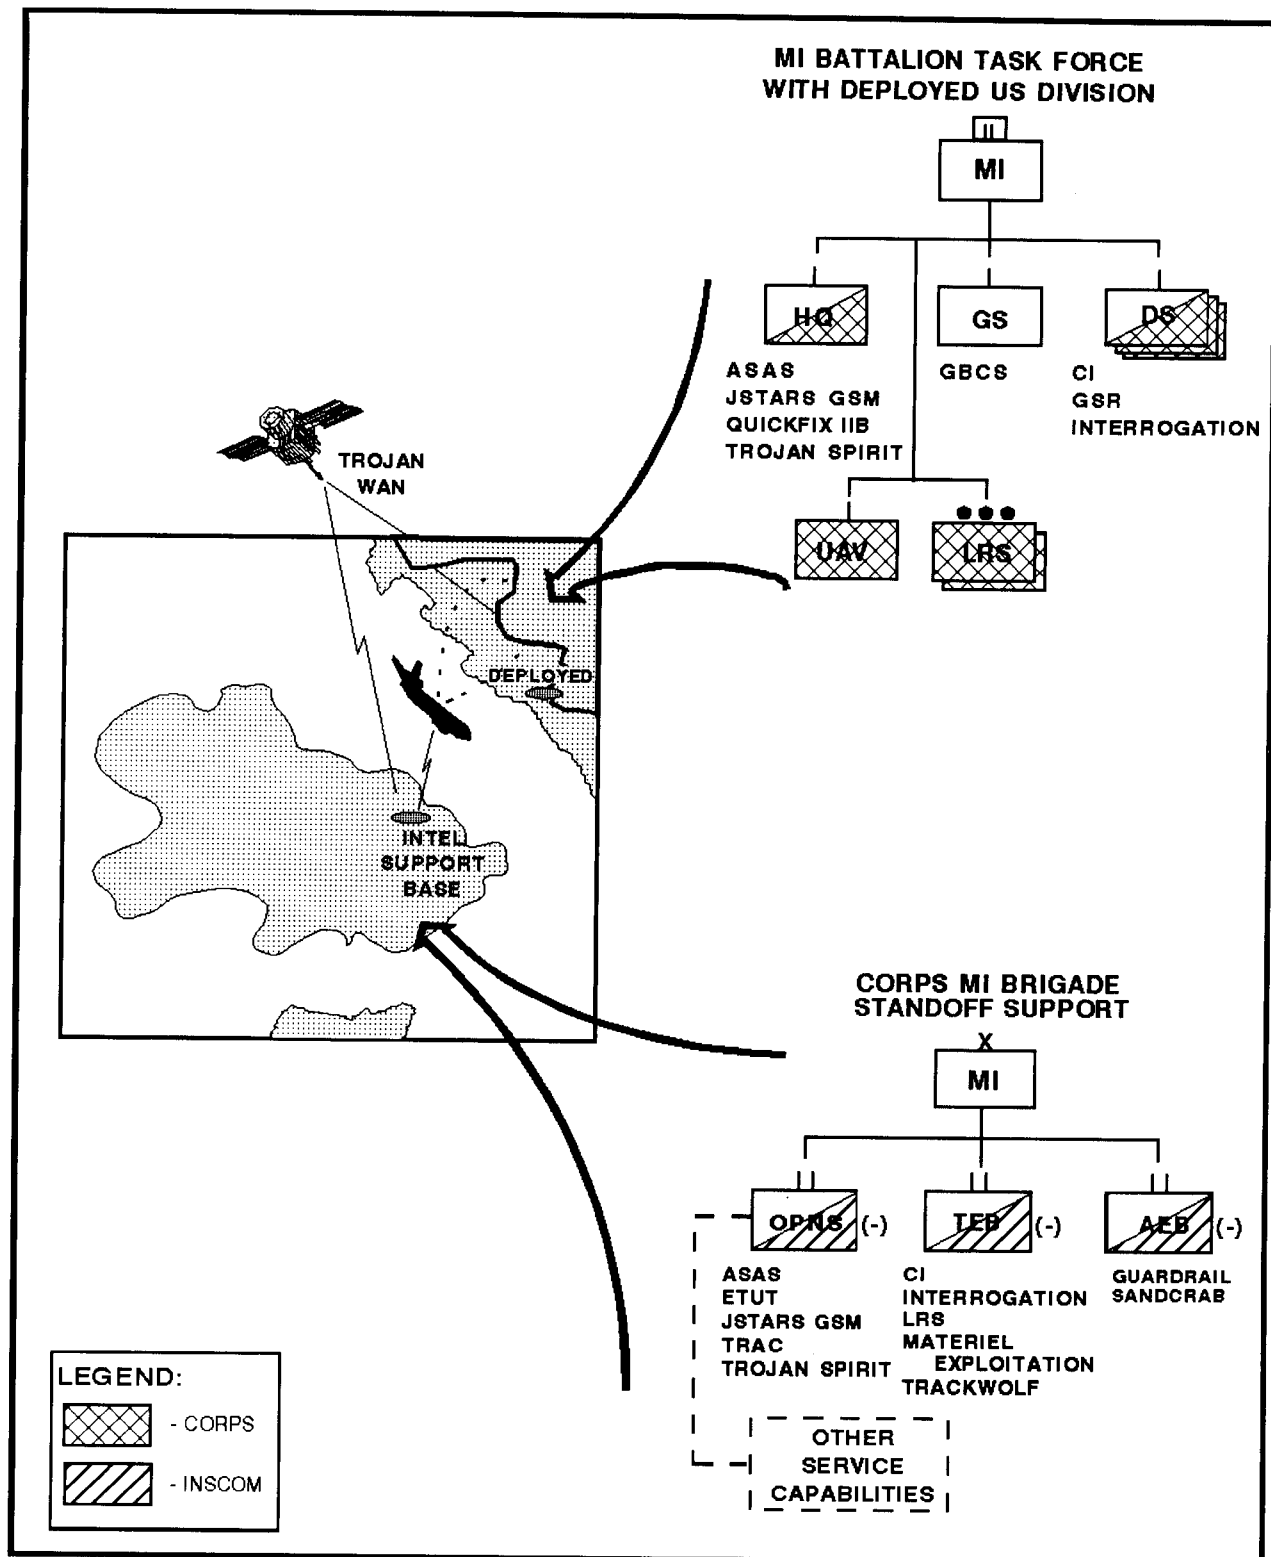 MI BATTALION TASK FORCE
WITH DEPLOYED US DIVISION
II
MI
HQ
GS
DS
ASAS
JSTARS GSM
QUICKFIX IIB
TROJAN SPIRIT
GBCS
CI
GSR
INTERROGATION
UAV
LRS
TROJAN
WAN
DEPLOYED
INTEL
SUPPORT
BASE
CORPS MI BRIGADE
STANDOFF SUPPORT
X
MI
OPNS (-)
TEB (-)
AEB (-)
ASAS
ETUT
JSTARS GSM
TRAC
TROJAN SPIRIT
CI
INTERROGATION
LRS
MATERIEL
EXPLOITATION
TRACKWOLF
GUARDRAIL
SANDCRAB
OTHER
SERVICE
CAPABILITIES
LEGEND:
- CORPS
- INSCOM